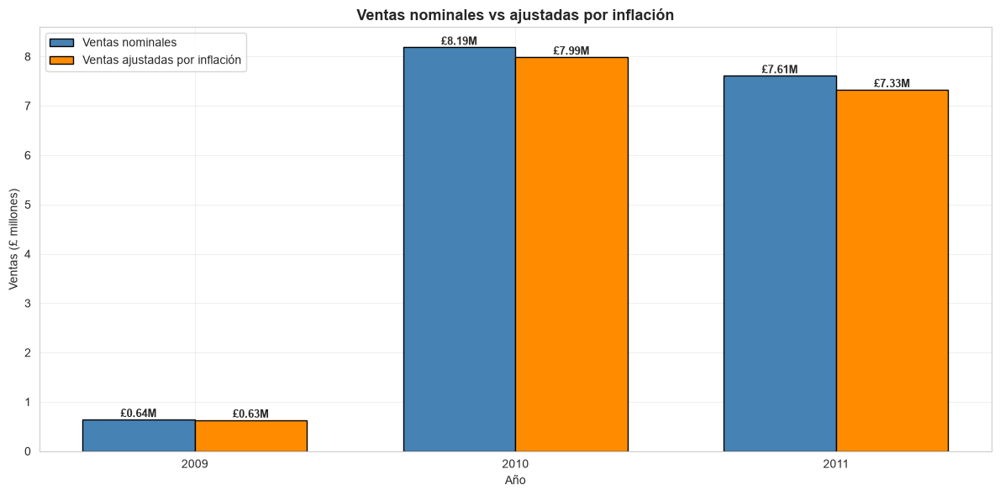 Ventas nominales vs ajustadas por inflación
Ventas nominales
Ventas ajustadas por inflación
£8.19M
£7.99M
£7.61M
£7.33M
£0.64M
£0.63M
8
7
6
5
4
3
2
1
0
Ventas (£ millones)
2009
2010
2011
Año